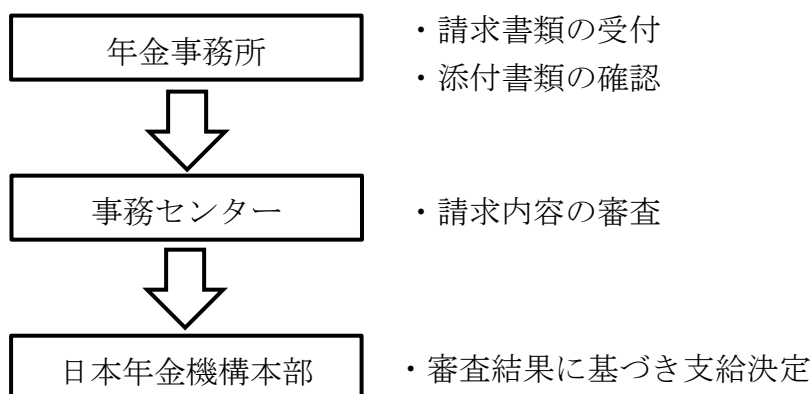 年金事務所
・請求書類の受付
・添付書類の確認
事務センター
・請求内容の審査
日本年金機構本部
・審査結果に基づき支給決定